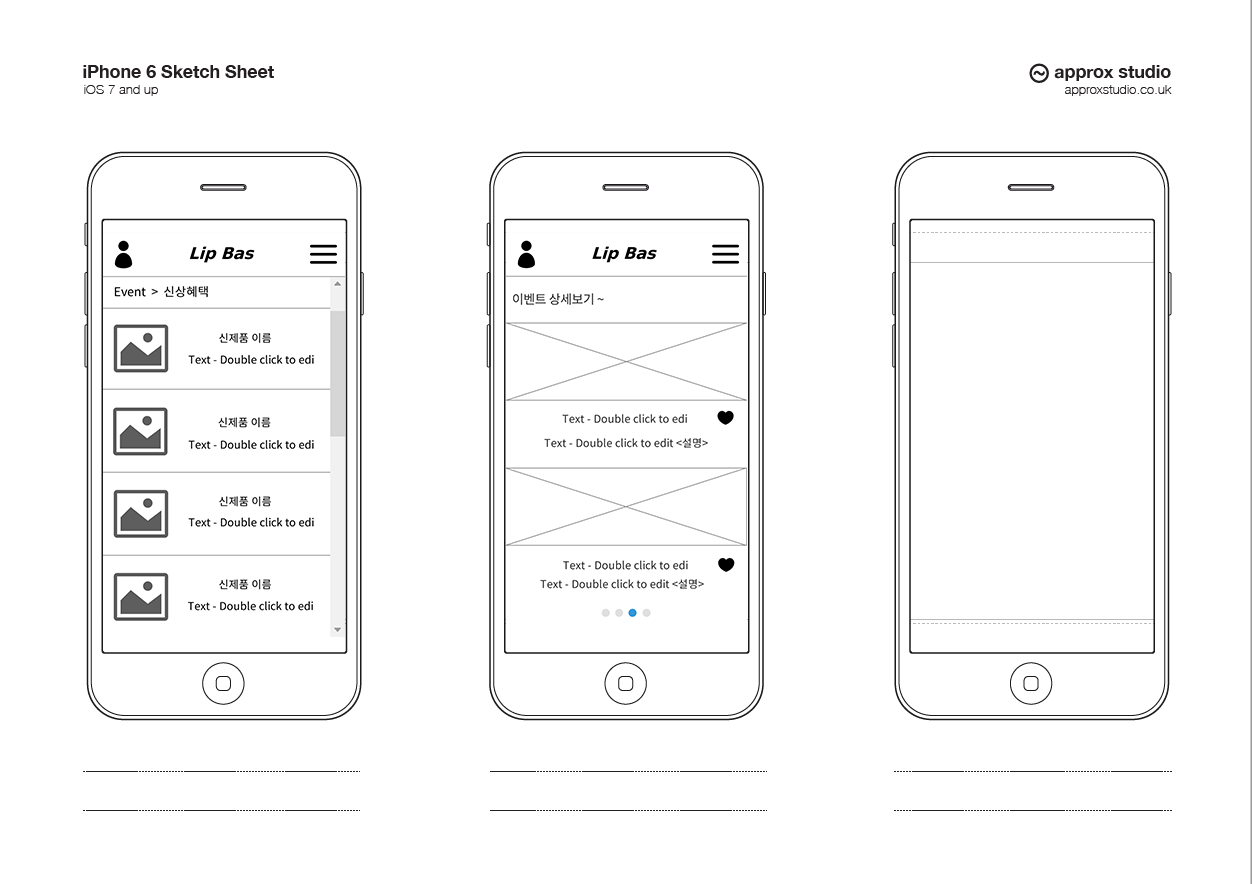 iPhone 6 Sketch Sheet
iOS 7 and up
approx studio
approxstudio.co.uk
Lip Bas
Event > 신상혜택
신제품 이름
Text - Double click to edi
신제품 이름
Text - Double click to edi
신제품 이름
Text - Double click to edi
신제품 이름
Text - Double click to edi
Lip Bas
이벤트 상세보기 ~
Text - Double click to edi
Text - Double click to edit <설명>
Text - Double click to edi
Text - Double click to edit <설명>